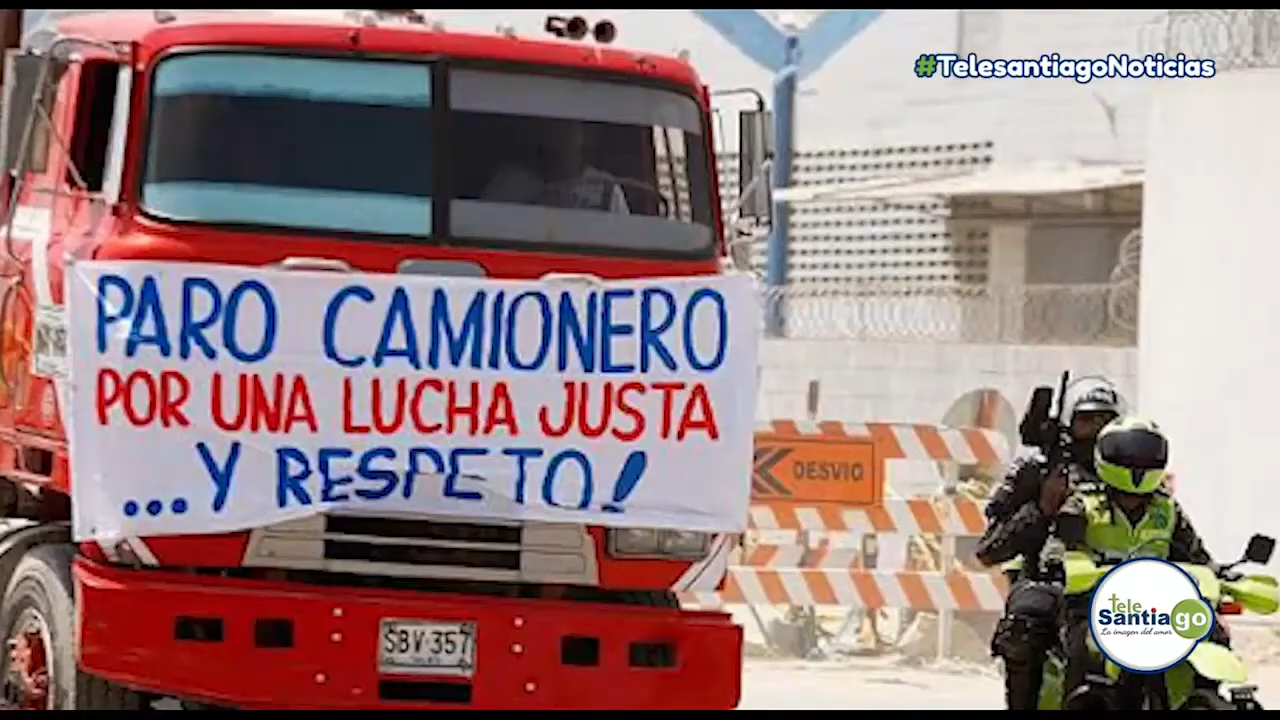 #TelesantiagoNoticias
PARO CAMIONERO
POR UNA LUCHA JUSTA
...Y RESPETO!
DESVIO
SBV-357
Tele
Santiago
La imagen del amor